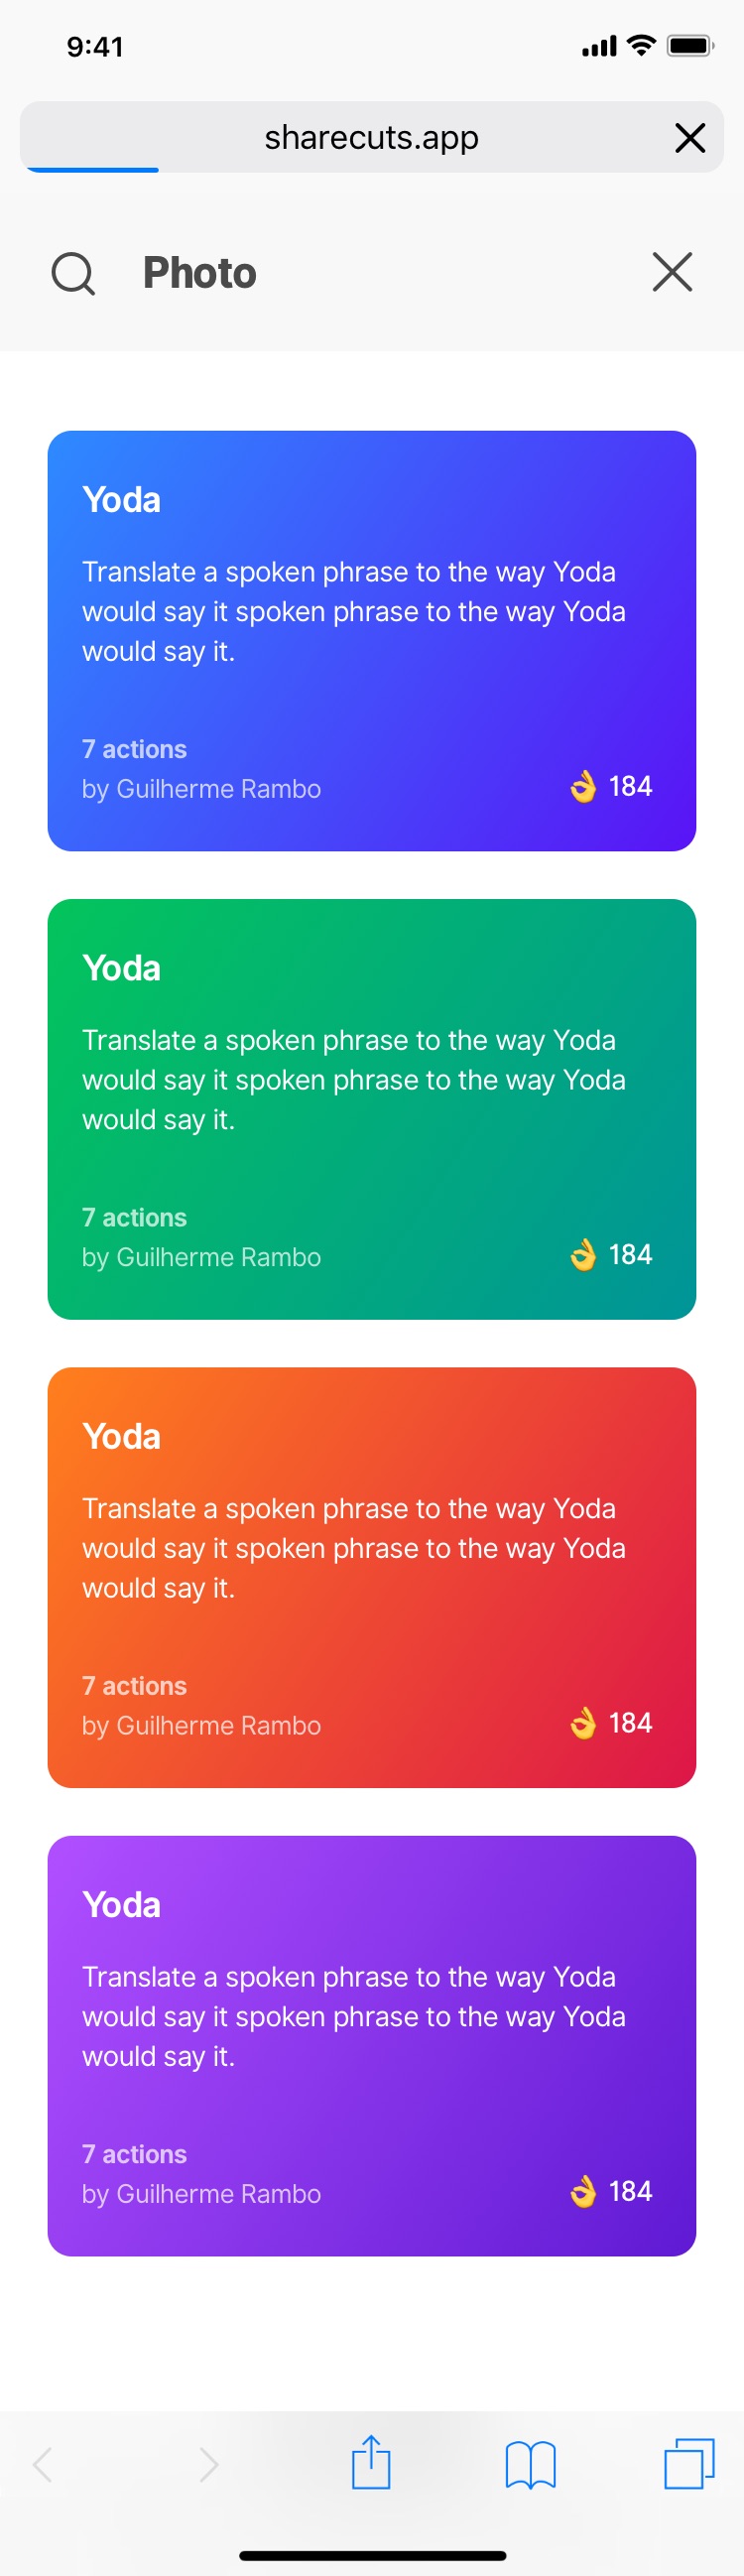 9:41
sharecuts.app
Photo
Yoda
Translate a spoken phrase to the way Yoda
would say it spoken phrase to the way Yoda
would say it.
7 actions
by Guilherme Rambo
👌 184
Yoda
Translate a spoken phrase to the way Yoda
would say it spoken phrase to the way Yoda
would say it.
7 actions
by Guilherme Rambo
👌 184
Yoda
Translate a spoken phrase to the way Yoda
would say it spoken phrase to the way Yoda
would say it.
7 actions
by Guilherme Rambo
👌 184
Yoda
Translate a spoken phrase to the way Yoda
would say it spoken phrase to the way Yoda
would say it.
7 actions
by Guilherme Rambo
👌 184